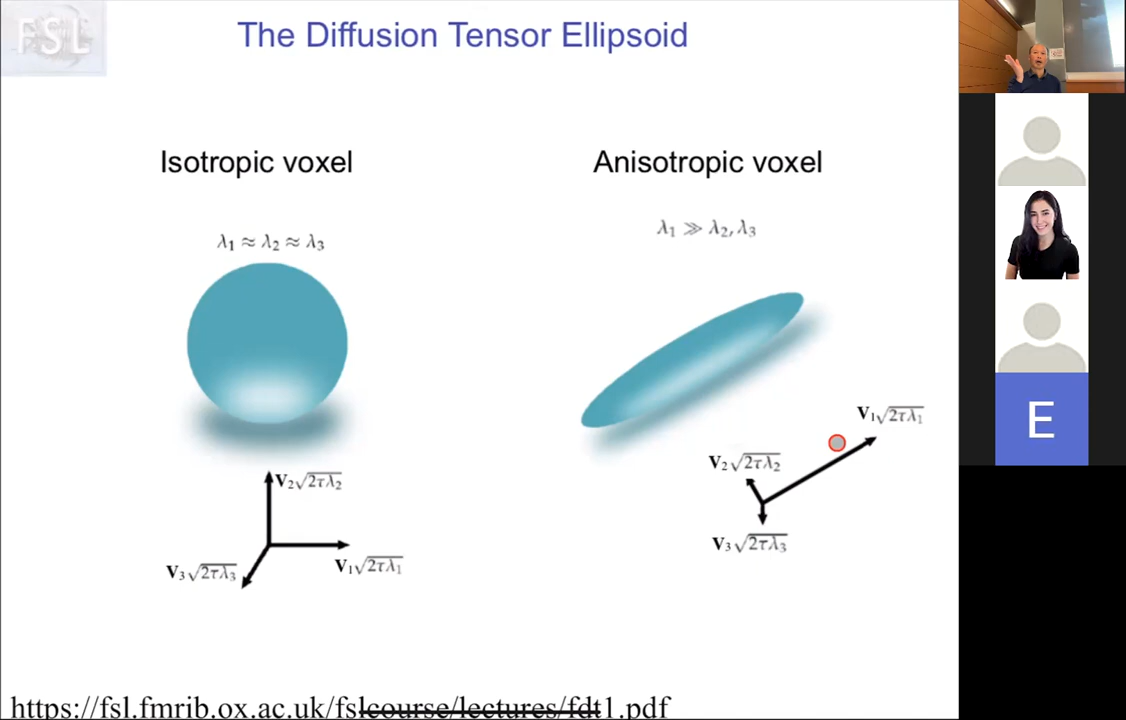 FSL
The Diffusion Tensor Ellipsoid
Isotropic voxel
λ₁ ≈ λ₂ ≈ λ₃
V₂√2τλ₂
V₃√2τλ₃
V₁√2τλ₁
Anisotropic voxel
λ₁ ≫ λ₂, λ₃
V₁√2τλ₁
V₂√2τλ₂
V₃√2τλ₃
https://fsl.fmrib.ox.ac.uk/fslcourse/lectures/fdt1.pdf
E